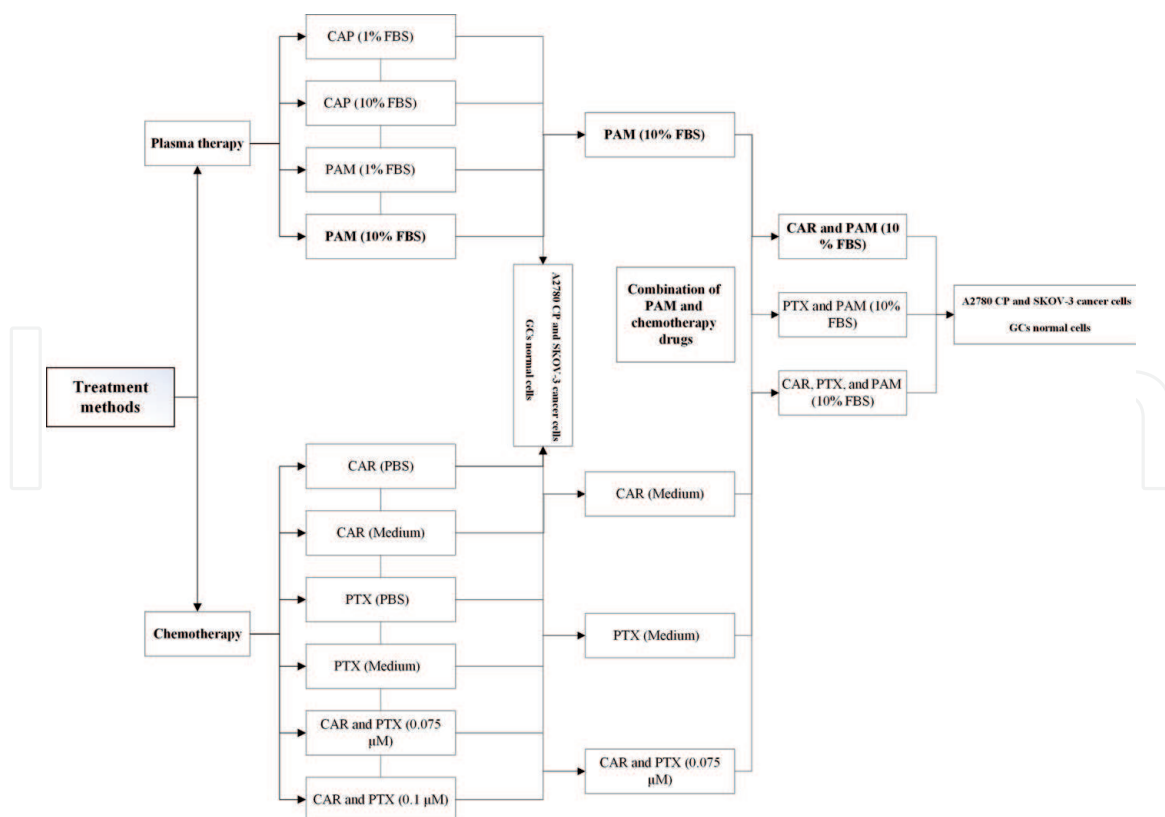 Treatment
methods
Plasma therapy
Chemotherapy
CAP (1% FBS)
CAP (10% FBS)
PAM (1% FBS)
PAM (10% FBS)
CAR (PBS)
CAR (Medium)
PTX (PBS)
PTX (Medium)
CAR and PTX (0.075
μM)
CAR and PTX (0.1 μM)
A2780 CP and SKOV-3 cancer cells
GCs normal cells
PAM (10% FBS)
Combination of
PAM and
chemotherapy
drugs
CAR (Medium)
PTX (Medium)
CAR and PTX (0.075
μM)
CAR and PAM (10
% FBS)
PTX and PAM (10%
FBS)
CAR, PTX, and PAM
(10% FBS)
A2780 CP and SKOV-3 cancer cells
GCs normal cells